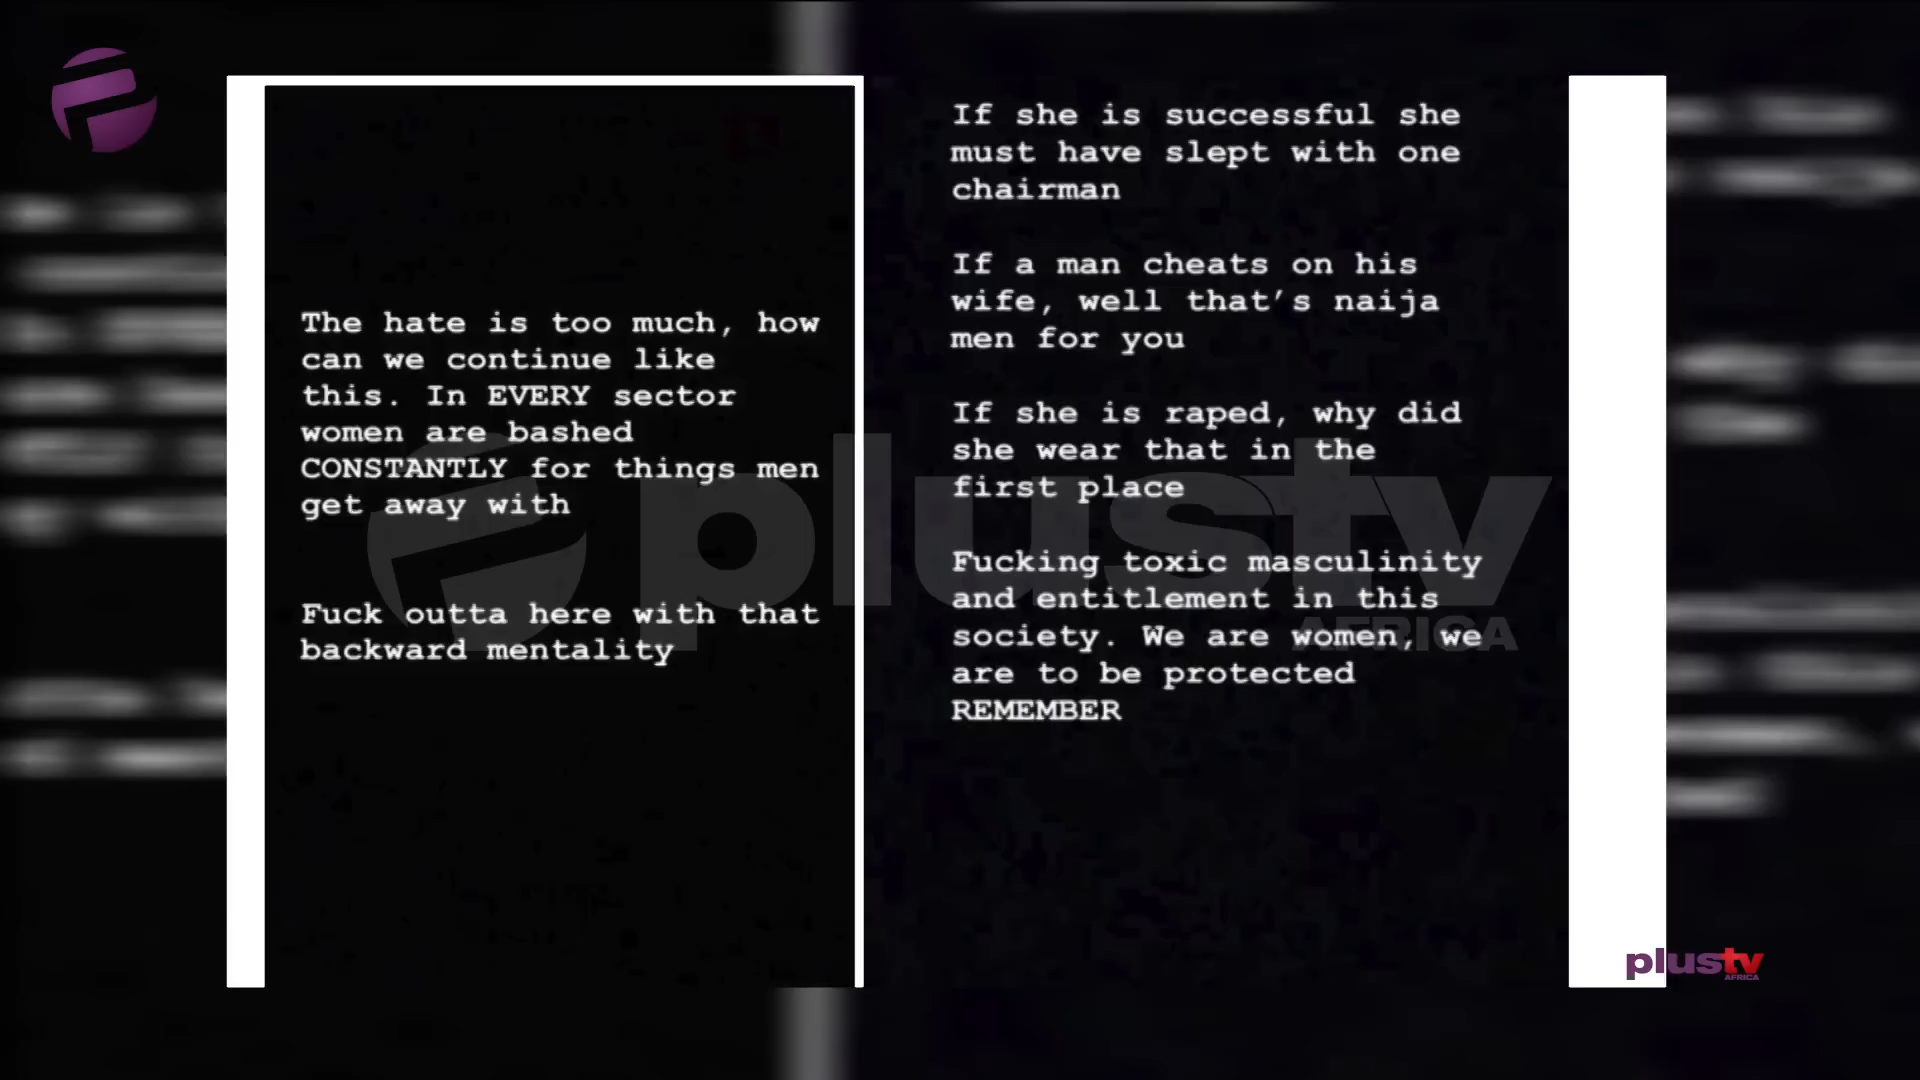 The hate is too much, how
can we continue like
this. In EVERY sector
women are bashed
CONSTANTLY for things men
get away with
Fuck outta here with that
backward mentality
If she is successful she
must have slept with one
chairman
If a man cheats on his
wife, well that’s naija
men for you
If she is raped, why did
she wear that in the
first place
Fucking toxic masculinity
and entitlement in this
society. We are women, we
are to be protected
REMEMBER
plustv
AFRICA
plustv
AFRICA